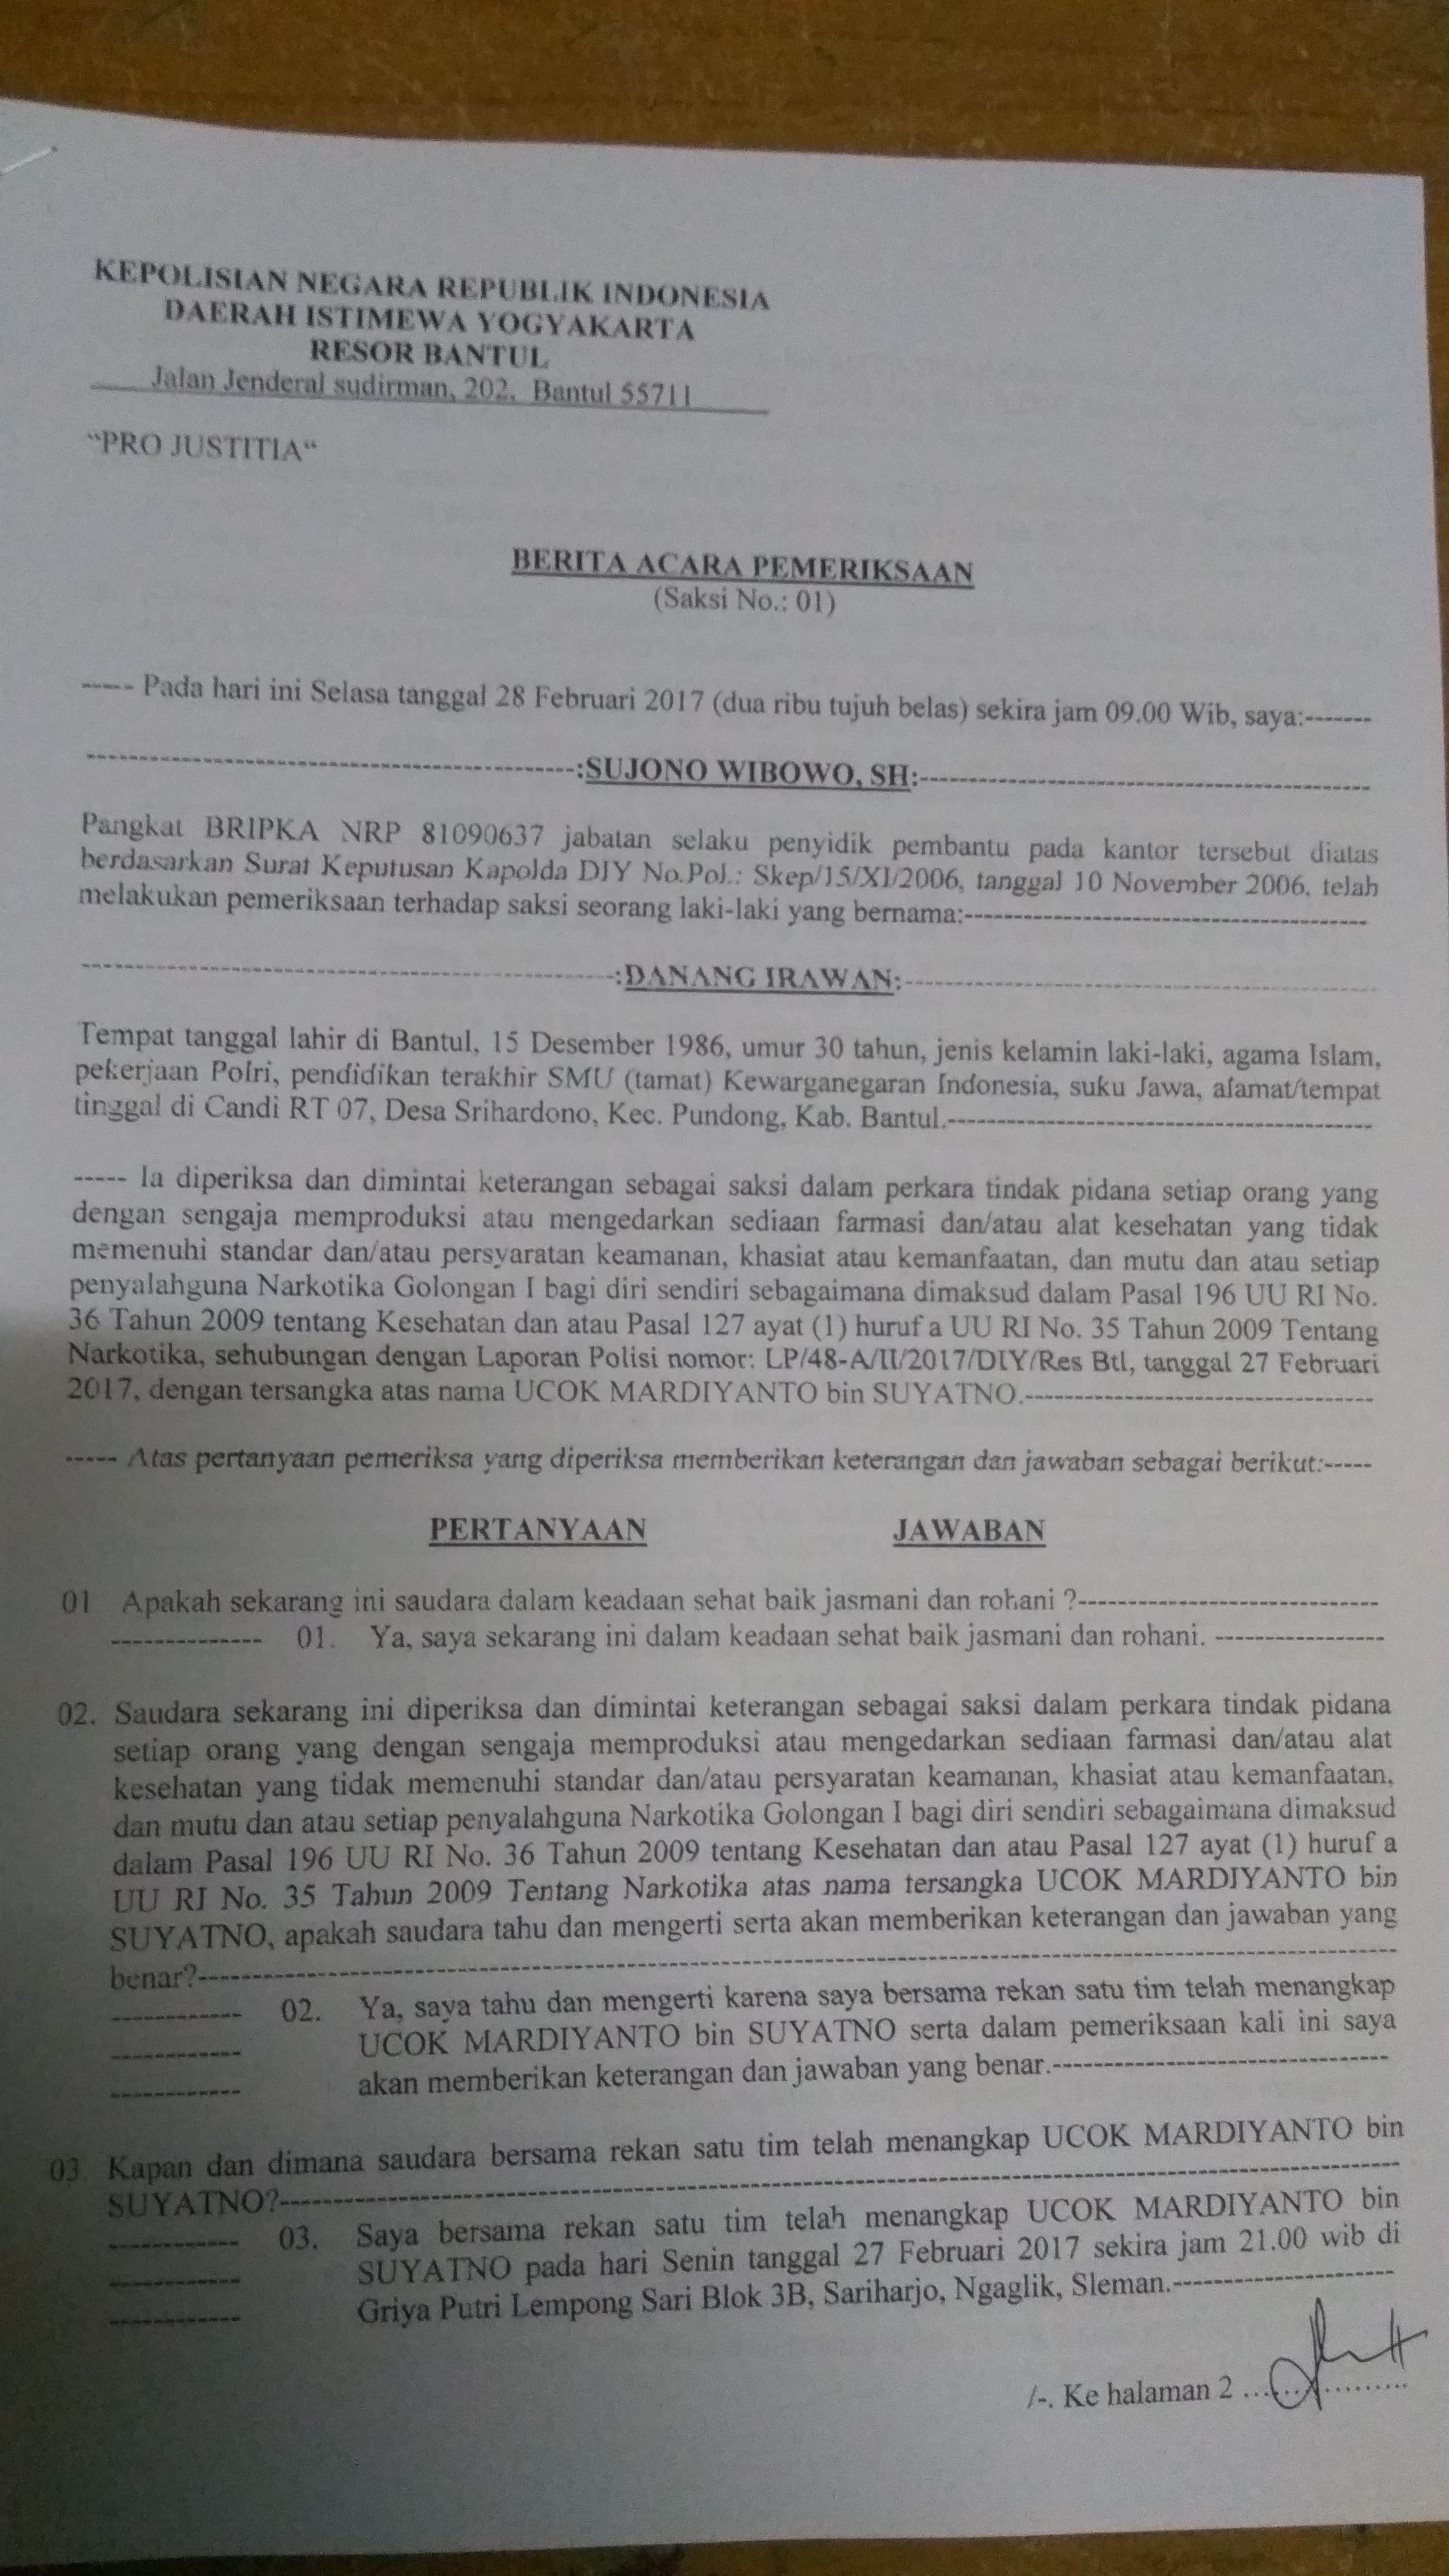 KEPOLISIAN NEGARA REPUBLIK INDONESIA
DAERAH ISTIMEWA YOGYAKARTA
RESOR BANTUL
Jalan Jenderal sudirman, 202, Bantul 55711
“PRO JUSTITIA“
BERITA ACARA PEMERIKSAAN
(Saksi No.: 01)
----- Pada hari ini Selasa tanggal 28 Februari 2017 (dua ribu tujuh belas) sekira jam 09.00 Wib, saya:-------
------------------------------------------------:SUJONO WIBOWO, SH:---------------------------------------------
Pangkat BRIPKA NRP 81090637 jabatan selaku penyidik pembantu pada kantor tersebut diatas
berdasarkan Surat Keputusan Kapolda DIY No.Pol.: Skep/15/XI/2006, tanggal 10 November 2006, telah
melakukan pemeriksaan terhadap saksi seorang laki-laki yang bernama:-----------------------------------------
-----------------------------------------------------:DANANG IRAWAN:------------------------------------------------
Tempat tanggal lahir di Bantul, 15 Desember 1986, umur 30 tahun, jenis kelamin laki-laki, agama Islam,
pekerjaan Polri, pendidikan terakhir SMU (tamat) Kewarganegaran Indonesia, suku Jawa, alamat/tempat
tinggal di Candi RT 07, Desa Srihardono, Kec. Pundong, Kab. Bantul.-------------------------------------------
----- Ia diperiksa dan dimintai keterangan sebagai saksi dalam perkara tindak pidana setiap orang yang
dengan sengaja memproduksi atau mengedarkan sediaan farmasi dan/atau alat kesehatan yang tidak
memenuhi standar dan/atau persyaratan keamanan, khasiat atau kemanfaatan, dan mutu dan atau setiap
penyalahguna Narkotika Golongan I bagi diri sendiri sebagaimana dimaksud dalam Pasal 196 UU RI No.
36 Tahun 2009 tentang Kesehatan dan atau Pasal 127 ayat (1) huruf a UU RI No. 35 Tahun 2009 Tentang
Narkotika, sehubungan dengan Laporan Polisi nomor: LP/48-A/II/2017/DIY/Res Btl, tanggal 27 Februari
2017, dengan tersangka atas nama UCOK MARDIYANTO bin SUYATNO.-----------------------------------
----- Atas pertanyaan pemeriksa yang diperiksa memberikan keterangan dan jawaban sebagai berikut:-----
PERTANYAAN JAWABAN
01 Apakah sekarang ini saudara dalam keadaan sehat baik jasmani dan rohani ?------------------------------
--------------- 01. Ya, saya sekarang ini dalam keadaan sehat baik jasmani dan rohani. -----------------
02. Saudara sekarang ini diperiksa dan dimintai keterangan sebagai saksi dalam perkara tindak pidana
setiap orang yang dengan sengaja memproduksi atau mengedarkan sediaan farmasi dan/atau alat
kesehatan yang tidak memenuhi standar dan/atau persyaratan keamanan, khasiat atau kemanfaatan,
dan mutu dan atau setiap penyalahguna Narkotika Golongan I bagi diri sendiri sebagaimana dimaksud
dalam Pasal 196 UU RI No. 36 Tahun 2009 tentang Kesehatan dan atau Pasal 127 ayat (1) huruf a
UU RI No. 35 Tahun 2009 Tentang Narkotika atas nama tersangka UCOK MARDIYANTO bin
SUYATNO, apakah saudara tahu dan mengerti serta akan memberikan keterangan dan jawaban yang
benar?------------------------------------------------------------------------------------------------------------------------
------------- 02. Ya, saya tahu dan mengerti karena saya bersama rekan satu tim telah menangkap
------------- UCOK MARDIYANTO bin SUYATNO serta dalam pemeriksaan kali ini saya
------------- akan memberikan keterangan dan jawaban yang benar.----------------------------------
03. Kapan dan dimana saudara bersama rekan satu tim telah menangkap UCOK MARDIYANTO bin
SUYATNO?----------------------------------------------------------------------------------------------------------------
------------- 03. Saya bersama rekan satu tim telah menangkap UCOK MARDIYANTO bin
------------- SUYATNO pada hari Senin tanggal 27 Februari 2017 sekira jam 21.00 wib di
------------- Griya Putri Lempong Sari Blok 3B, Sariharjo, Ngaglik, Sleman.----------------------
/-. Ke halaman 2 ....................